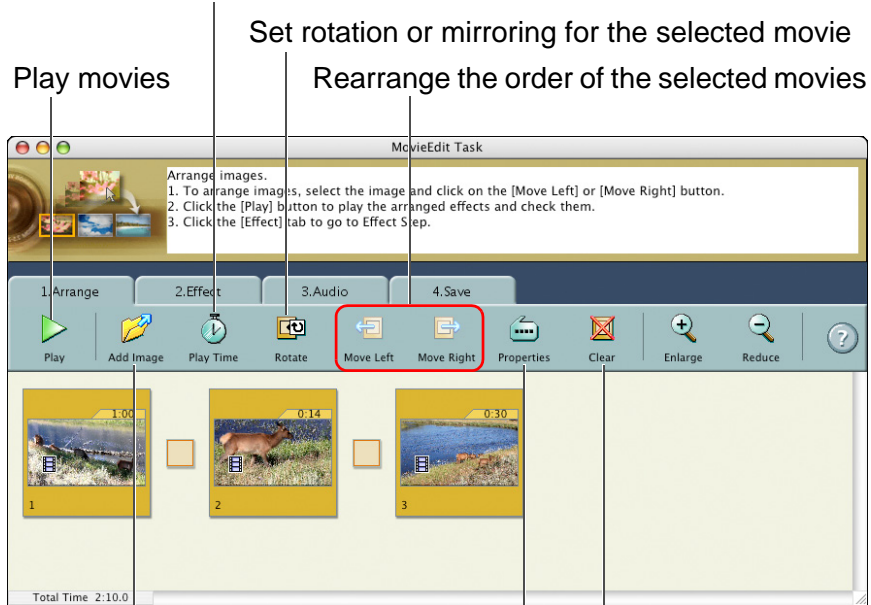 Set rotation or mirroring for the selected movie
Play movies
Rearrange the order of the selected movies
MovieEdit Task
Arrange images.
1. To arrange images, select the image and click on the [Move Left] or [Move Right] button.
2. Click the [Play] button to play the arranged effects and check them.
3. Click the [Effect] tab to go to Effect Step.
1.Arrange
2.Effect
3.Audio
4.Save
Play
Add Image
Play Time
Rotate
Move Left
Move Right
Properties
Clear
Enlarge
Reduce
?
1:00
0:14
0:30
1
2
3
Total Time 2:10.0